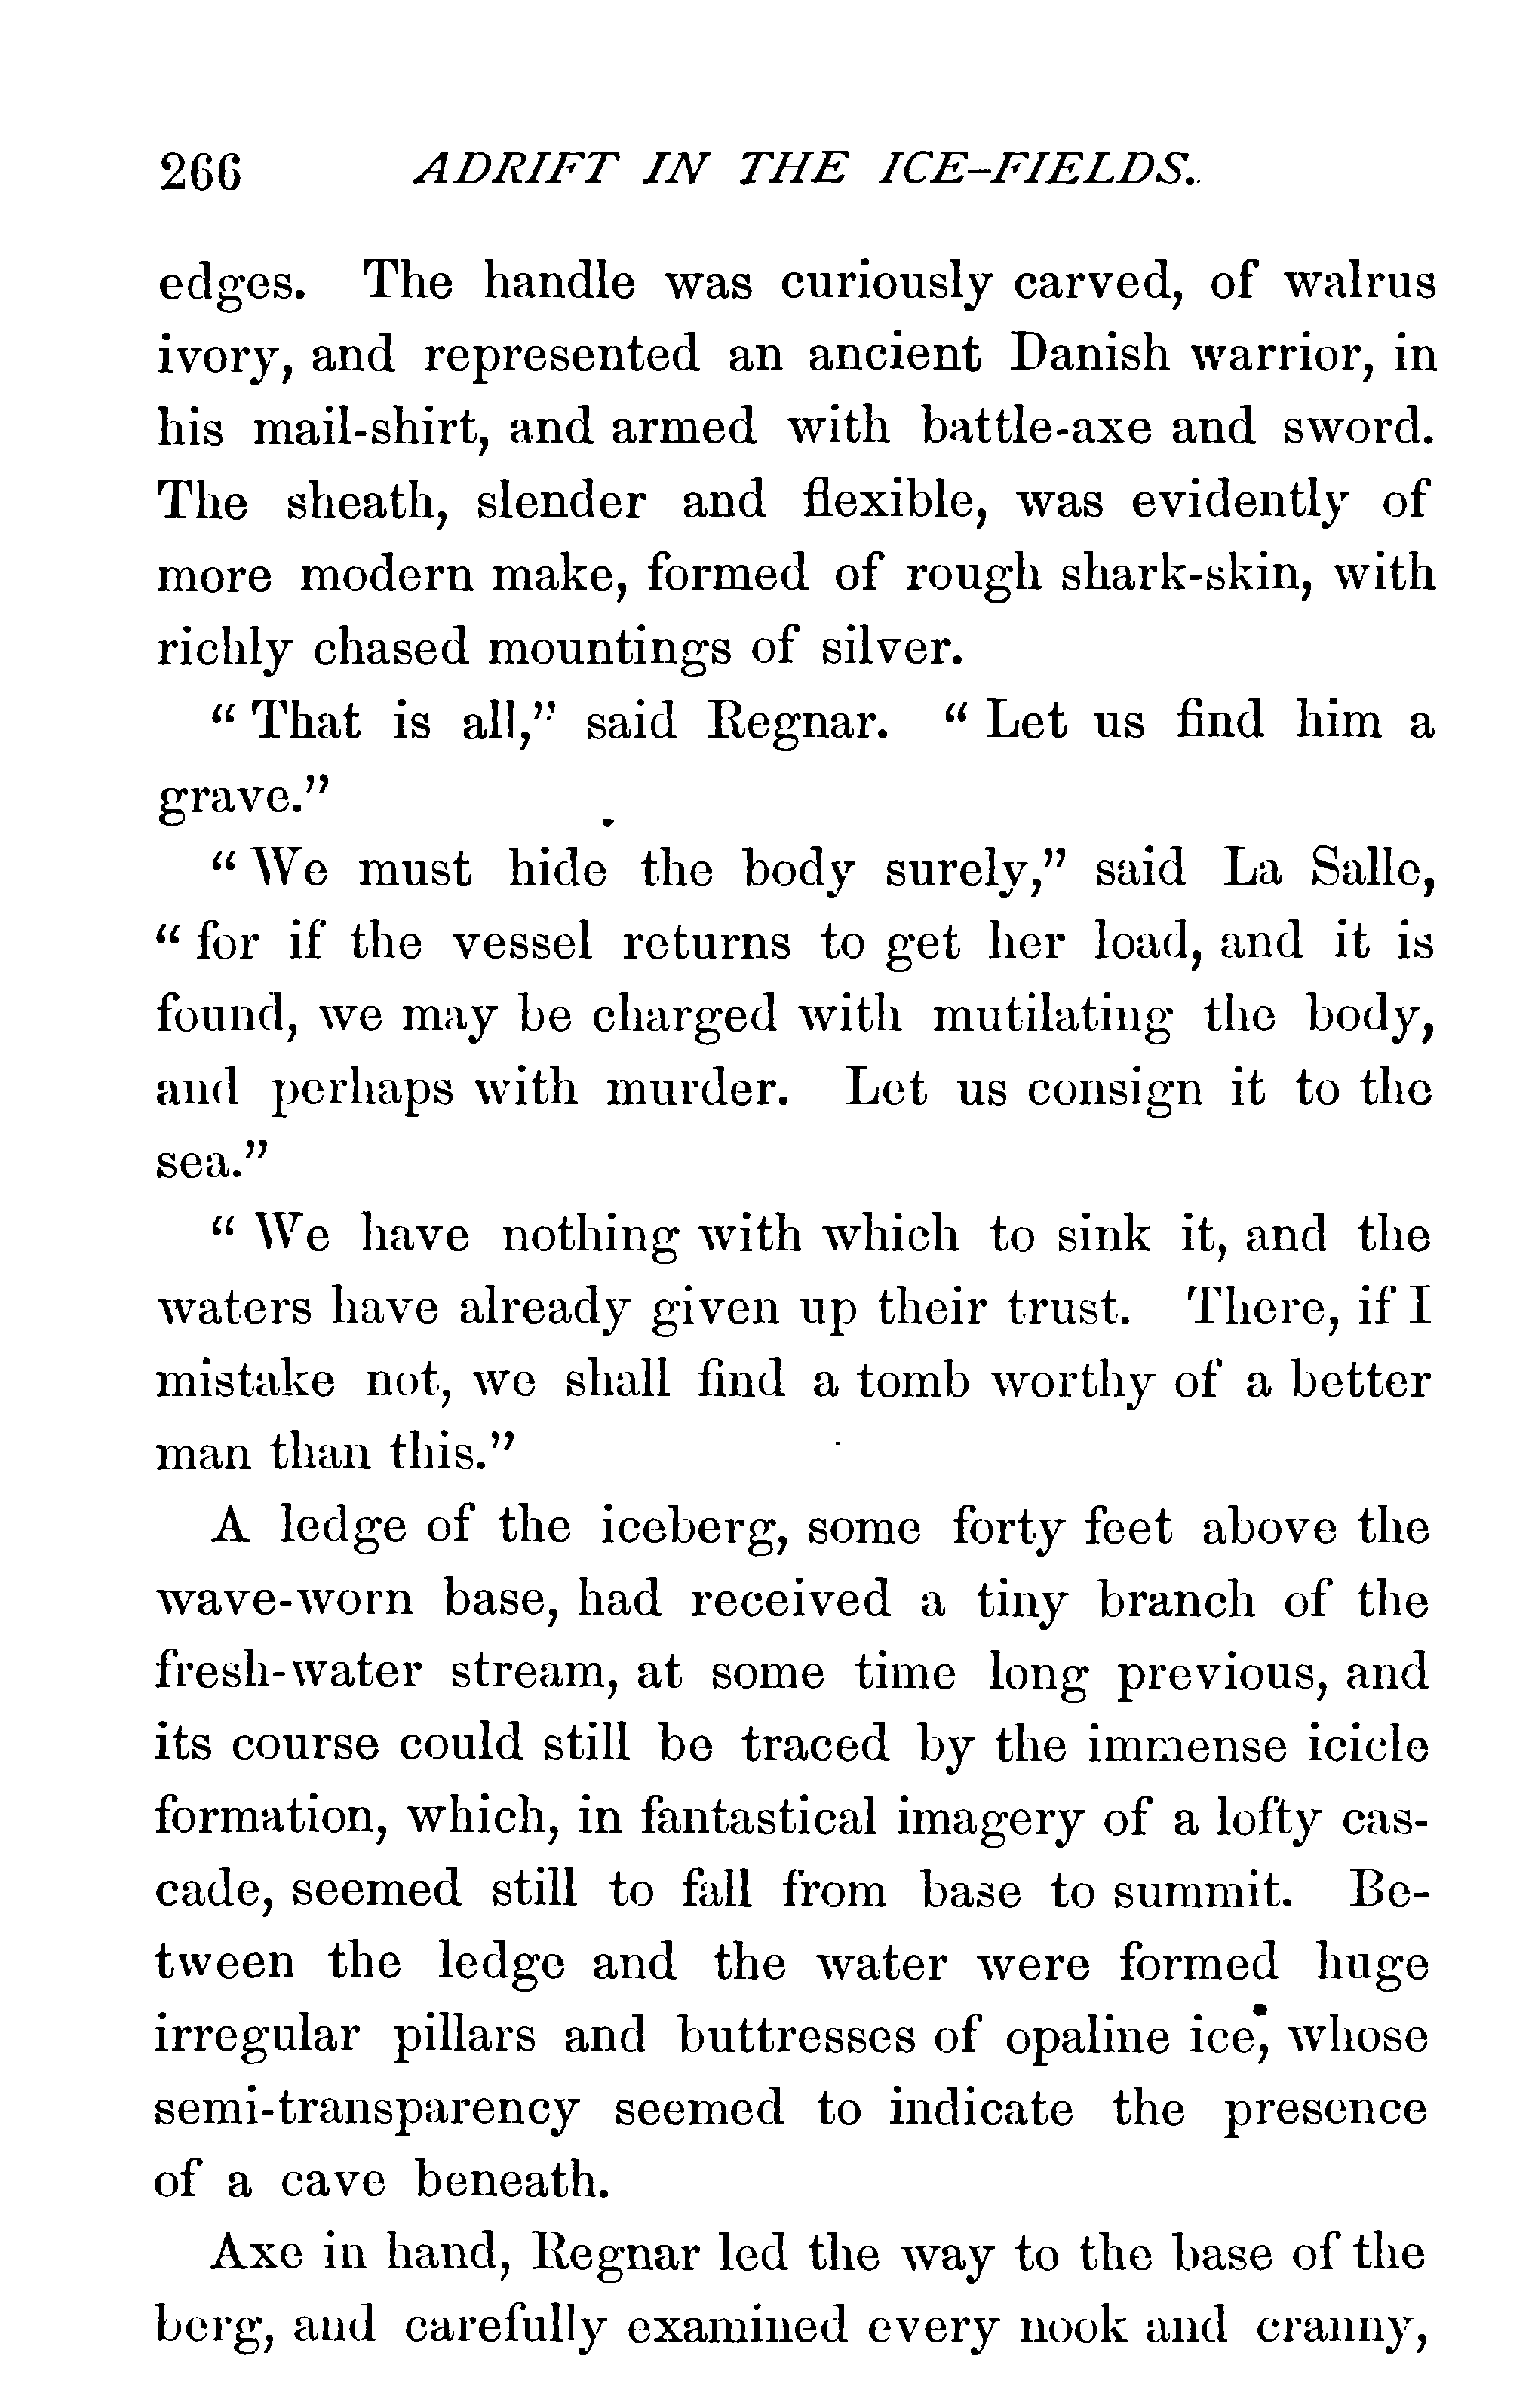 266 ADRIFT IN THE ICE-FIELDS.
edges. The handle was curiously carved, of walrus
ivory, and represented an ancient Danish warrior, in
his mail-shirt, and armed with battle-axe and sword.
The sheath, slender and flexible, was evidently of
more modern make, formed of rough shark-skin, with
richly chased mountings of silver.
“That is all,” said Regnar. “Let us find him a
grave.”
“We must hide the body surely,” said La Salle,
“for if the vessel returns to get her load, and it is
found, we may be charged with mutilating the body,
and perhaps with murder. Let us consign it to the
sea.”
“We have nothing with which to sink it, and the
waters have already given up their trust. There, if I
mistake not, we shall find a tomb worthy of a better
man than this.”
A ledge of the iceberg, some forty feet above the
wave-worn base, had received a tiny branch of the
fresh-water stream, at some time long previous, and
its course could still be traced by the immense icicle
formation, which, in fantastical imagery of a lofty cas-
cade, seemed still to fall from base to summit. Be-
tween the ledge and the water were formed huge
irregular pillars and buttresses of opaline ice, whose
semi-transparency seemed to indicate the presence
of a cave beneath.
Axe in hand, Regnar led the way to the base of the
berg, and carefully examined every nook and cranny,